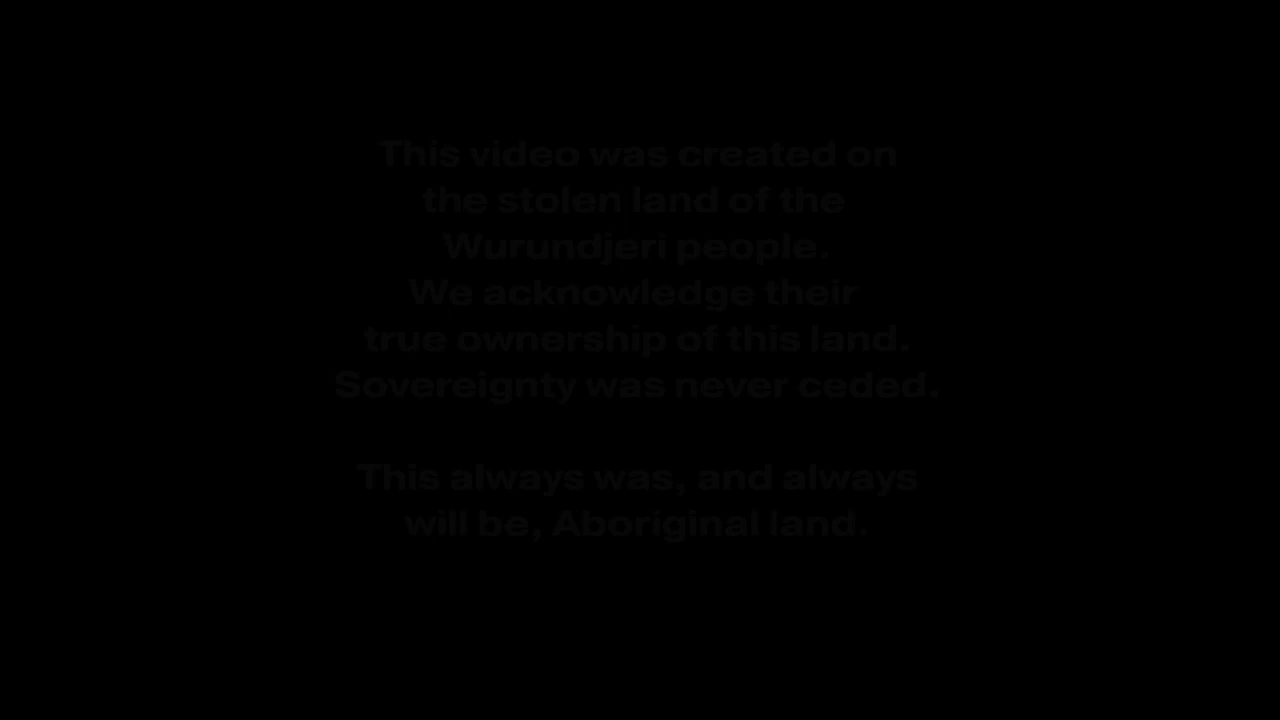 This video was created on
the stolen land of the
Wurundjeri people.
We acknowledge their
true ownership of this land.
Sovereignty was never ceded.
This always was, and always
will be, Aboriginal land.